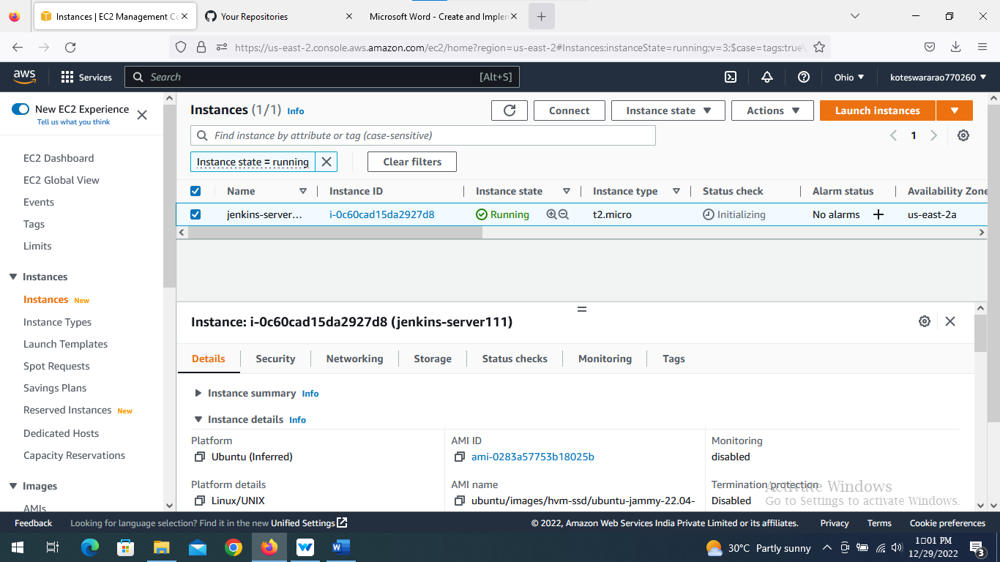 Instances | EC2 Management Co
Your Repositories
Microsoft Word - Create and Implem
https://us-east-2.console.aws.amazon.com/ec2/home?region=us-east-2#Instances:instanceState=running;v=3;$case=tags:true\
aws
Services
Search
[Alt+S]
Ohio
koteswararao770260
New EC2 Experience
Tell us what you think
EC2 Dashboard
EC2 Global View
Events
Tags
Limits
Instances
Instances New
Instance Types
Launch Templates
Spot Requests
Savings Plans
Reserved Instances New
Dedicated Hosts
Capacity Reservations
Images
AMIs
Instances (1/1) Info
Connect
Instance state
Actions
Launch instances
Find instance by attribute or tag (case-sensitive)
1
Instance state = running
Clear filters
Name Instance ID Instance state Instance type Status check Alarm status Availability Zone
jenkins-server... i-0c60cad15da2927d8 Running t2.micro Initializing No alarms us-east-2a
Instance: i-0c60cad15da2927d8 (jenkins-server111)
Details Security Networking Storage Status checks Monitoring Tags
Instance summary Info
Instance details Info
Platform
Ubuntu (Inferred)
AMI ID
ami-0283a57753b18025b
Monitoring
disabled
Platform details
Linux/UNIX
AMI name
ubuntu/images/hvm-ssd/ubuntu-jammy-22.04-
Termination protection
Disabled
Activate Windows
Go to Settings to activate Windows.
Feedback
Looking for language selection? Find it in the new Unified Settings
© 2022, Amazon Web Services India Private Limited or its affiliates.
Privacy
Terms
Cookie preferences
30°C Partly sunny
1□01 PM
12/29/2022
3